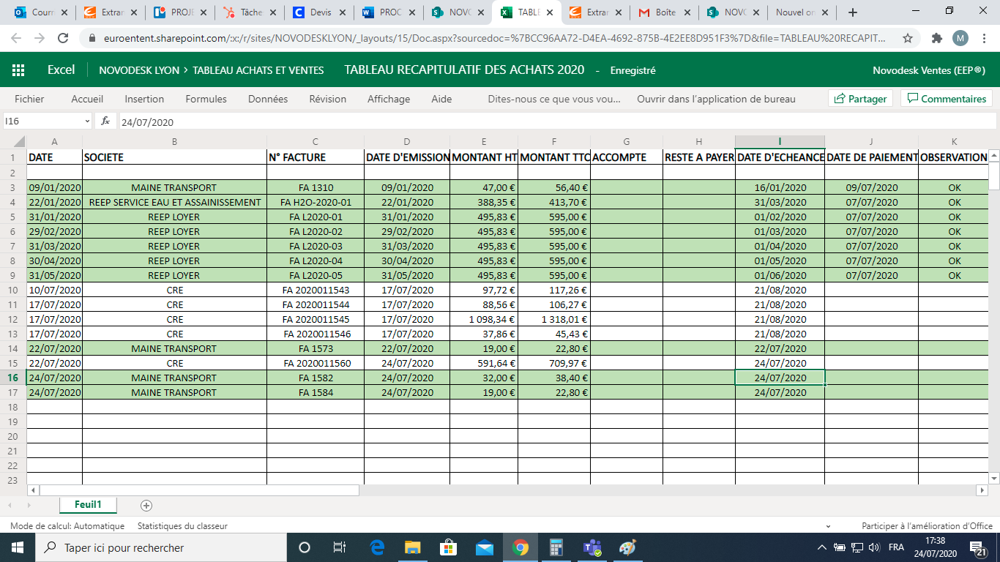 Courr Extrar PROJE Tâche Devis PROC NOVO TABLE Extrar Boîte NOVO Nouvel on
euroentent.sharepoint.com/:x:/r/sites/NOVODESKLYON/_layouts/15/Doc.aspx?sourcedoc=%7BCC96AA72-D4EA-4692-875B-4E2EE8D951F3%7D&file=TABLEAU%20RECAPIT... M
Excel NOVODESK LYON > TABLEAU ACHATS ET VENTES TABLEAU RECAPITULATIF DES ACHATS 2020 - Enregistré Novodesk Ventes (EEP®)
Fichier Accueil Insertion Formules Données Révision Affichage Aide Dites-nous ce que vous vou... Ouvrir dans l'application de bureau Partager Commentaires
I16 fx 24/07/2020
A B C D E F G H I J K
1 DATE SOCIETE N° FACTURE DATE D'EMISSION MONTANT HT MONTANT TTC ACCOMPTE RESTE A PAYER DATE D'ECHEANCE DATE DE PAIEMENT OBSERVATION
2
3 09/01/2020 MAINE TRANSPORT FA 1310 09/01/2020 47,00 € 56,40 € 16/01/2020 09/07/2020 OK
4 22/01/2020 REEP SERVICE EAU ET ASSAINISSEMENT FA H2O-2020-01 22/01/2020 388,35 € 413,70 € 31/03/2020 07/07/2020 OK
5 31/01/2020 REEP LOYER FA L2020-01 31/01/2020 495,83 € 595,00 € 01/02/2020 07/07/2020 OK
6 29/02/2020 REEP LOYER FA L2020-02 29/02/2020 495,83 € 595,00 € 01/03/2020 07/07/2020 OK
7 31/03/2020 REEP LOYER FA L2020-03 31/03/2020 495,83 € 595,00 € 01/04/2020 07/07/2020 OK
8 30/04/2020 REEP LOYER FA L2020-04 30/04/2020 495,83 € 595,00 € 01/05/2020 07/07/2020 OK
9 31/05/2020 REEP LOYER FA L2020-05 31/05/2020 495,83 € 595,00 € 01/06/2020 07/07/2020 OK
10 10/07/2020 CRE FA 2020011543 17/07/2020 97,72 € 117,26 € 21/08/2020
11 17/07/2020 CRE FA 2020011544 17/07/2020 88,56 € 106,27 € 21/08/2020
12 17/07/2020 CRE FA 2020011545 17/07/2020 1 098,34 € 1 318,01 € 21/08/2020
13 17/07/2020 CRE FA 2020011546 17/07/2020 37,86 € 45,43 € 21/08/2020
14 22/07/2020 MAINE TRANSPORT FA 1573 22/07/2020 19,00 € 22,80 € 22/07/2020
15 22/07/2020 CRE FA 2020011560 24/07/2020 591,64 € 709,97 € 24/07/2020
16 24/07/2020 MAINE TRANSPORT FA 1582 24/07/2020 32,00 € 38,40 € 24/07/2020
17 24/07/2020 MAINE TRANSPORT FA 1584 24/07/2020 19,00 € 22,80 € 24/07/2020
18
19
20
21
22
23
Feuil1
Mode de calcul: Automatique Statistiques du classeur Participer à l'amélioration d'Office
Taper ici pour rechercher FRA 17:38
24/07/2020 21